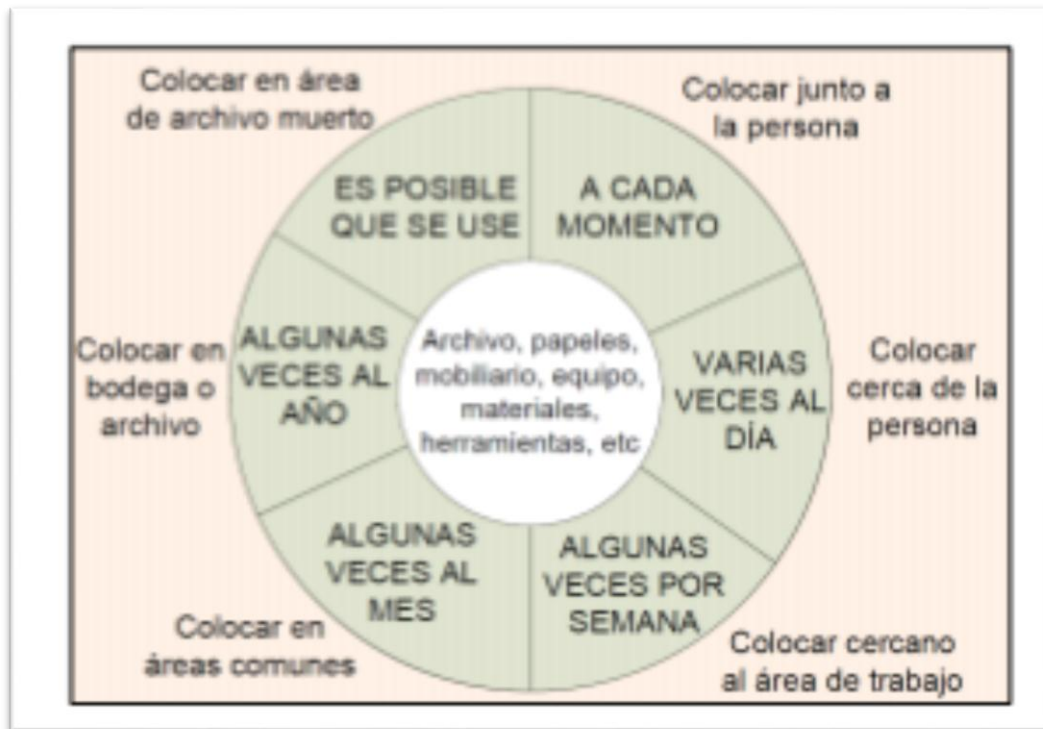 Colocar en área
de archivo muerto
Colocar junto a
la persona
ES POSIBLE
QUE SE USE
A CADA
MOMENTO
Colocar en
bodega o
archivo
ALGUNAS
VECES AL
AÑO
Archivo, papeles,
mobiliario, equipo,
materiales,
herramientas, etc
VARIAS
VECES AL
DÍA
Colocar
cerca de la
persona
ALGUNAS
VECES AL
MES
ALGUNAS
VECES POR
SEMANA
Colocar en
áreas comunes
Colocar cercano
al área de trabajo